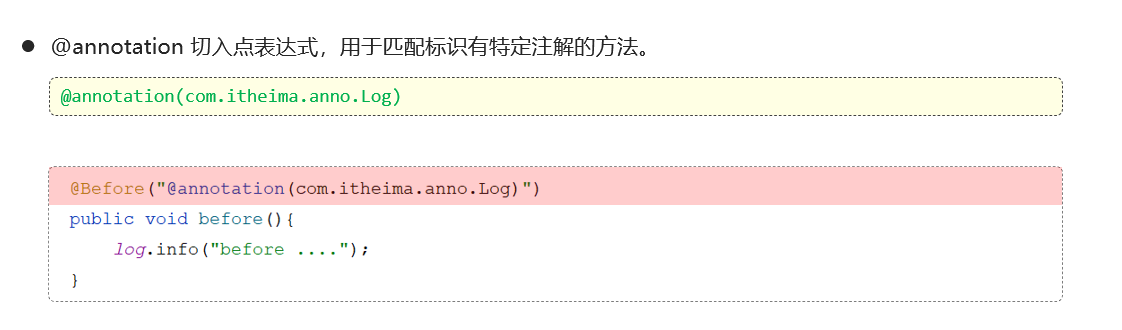 ● @annotation 切入点表达式，用于匹配标识有特定注解的方法。
@annotation(com.itheima.anno.Log)
@Before("@annotation(com.itheima.anno.Log)")
public void before(){
    log.info("before ....");
}